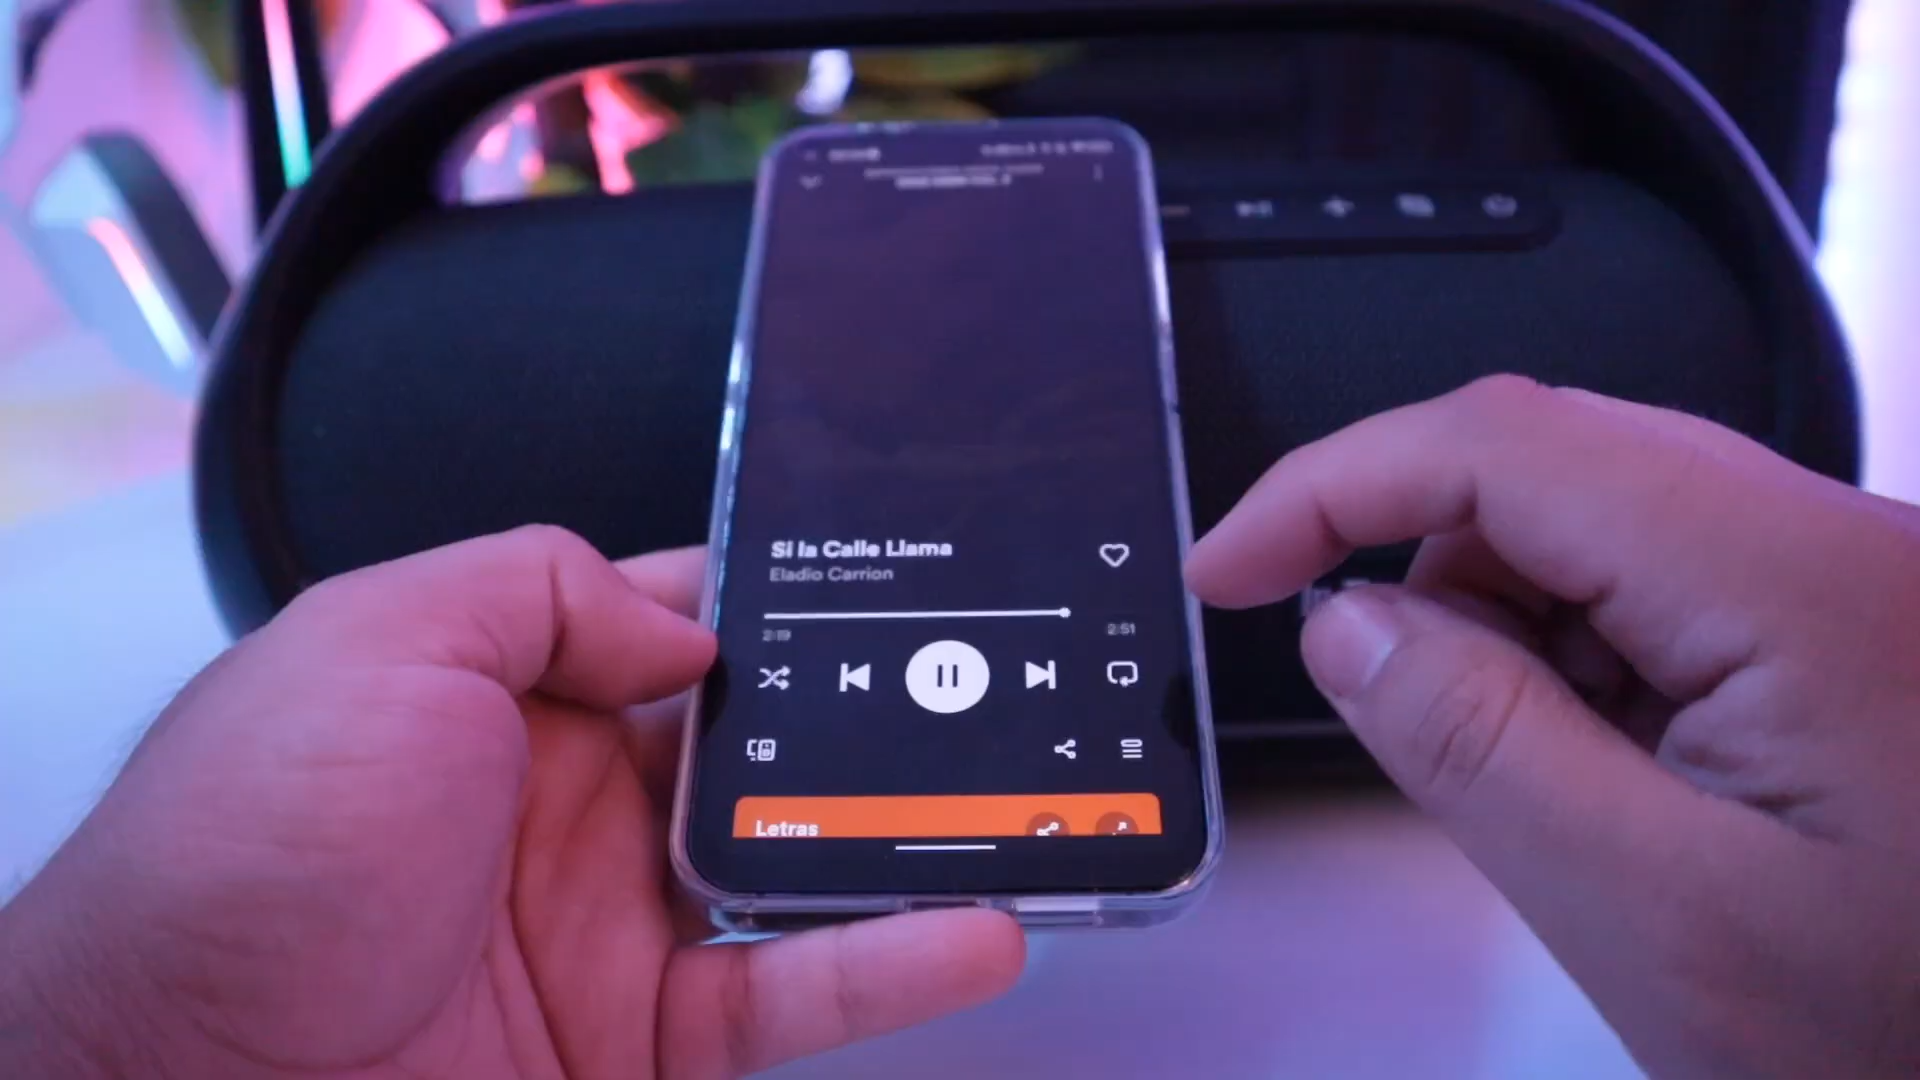 Si la Calle Llama
Eladio Carrion
2:19
2:51
Letras